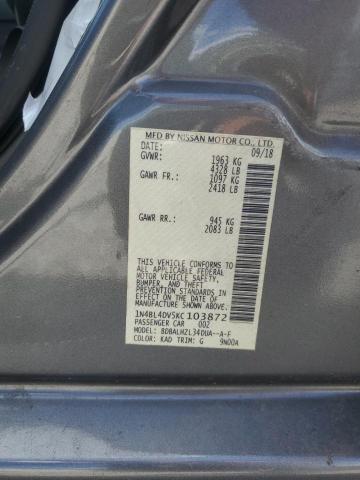 MFD BY NISSAN MOTOR CO., LTD.
DATE: 09/18
GVWR: 1963 KG
4328 LB
GAWR FR: 1097 KG
2418 LB
GAWR RR: 945 KG
2083 LB
THIS VEHICLE CONFORMS TO
ALL APPLICABLE FEDERAL
MOTOR VEHICLE SAFETY,
BUMPER, AND THEFT
PREVENTION STANDARDS IN
EFFECT ON THE DATE OF
MANUFACTURE SHOWN ABOVE.
1N4BL4DV5KC103872
PASSENGER CAR 002
MODEL: BDBALHZL34DUA--A-F
COLOR: KAD TRIM: G 9N00A